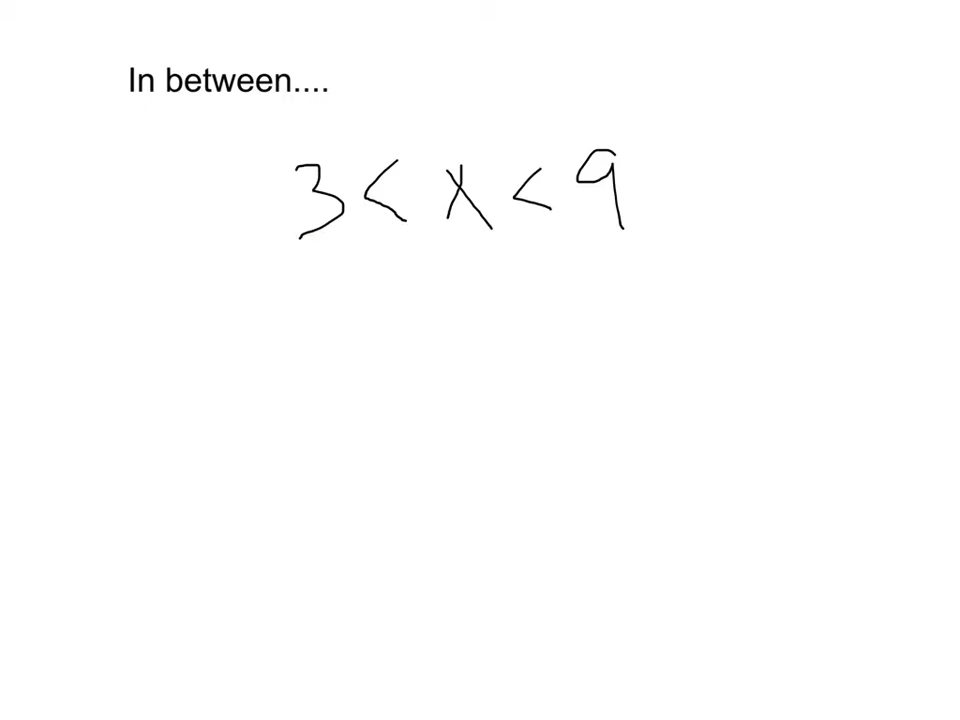 In between....
3 < x < 9